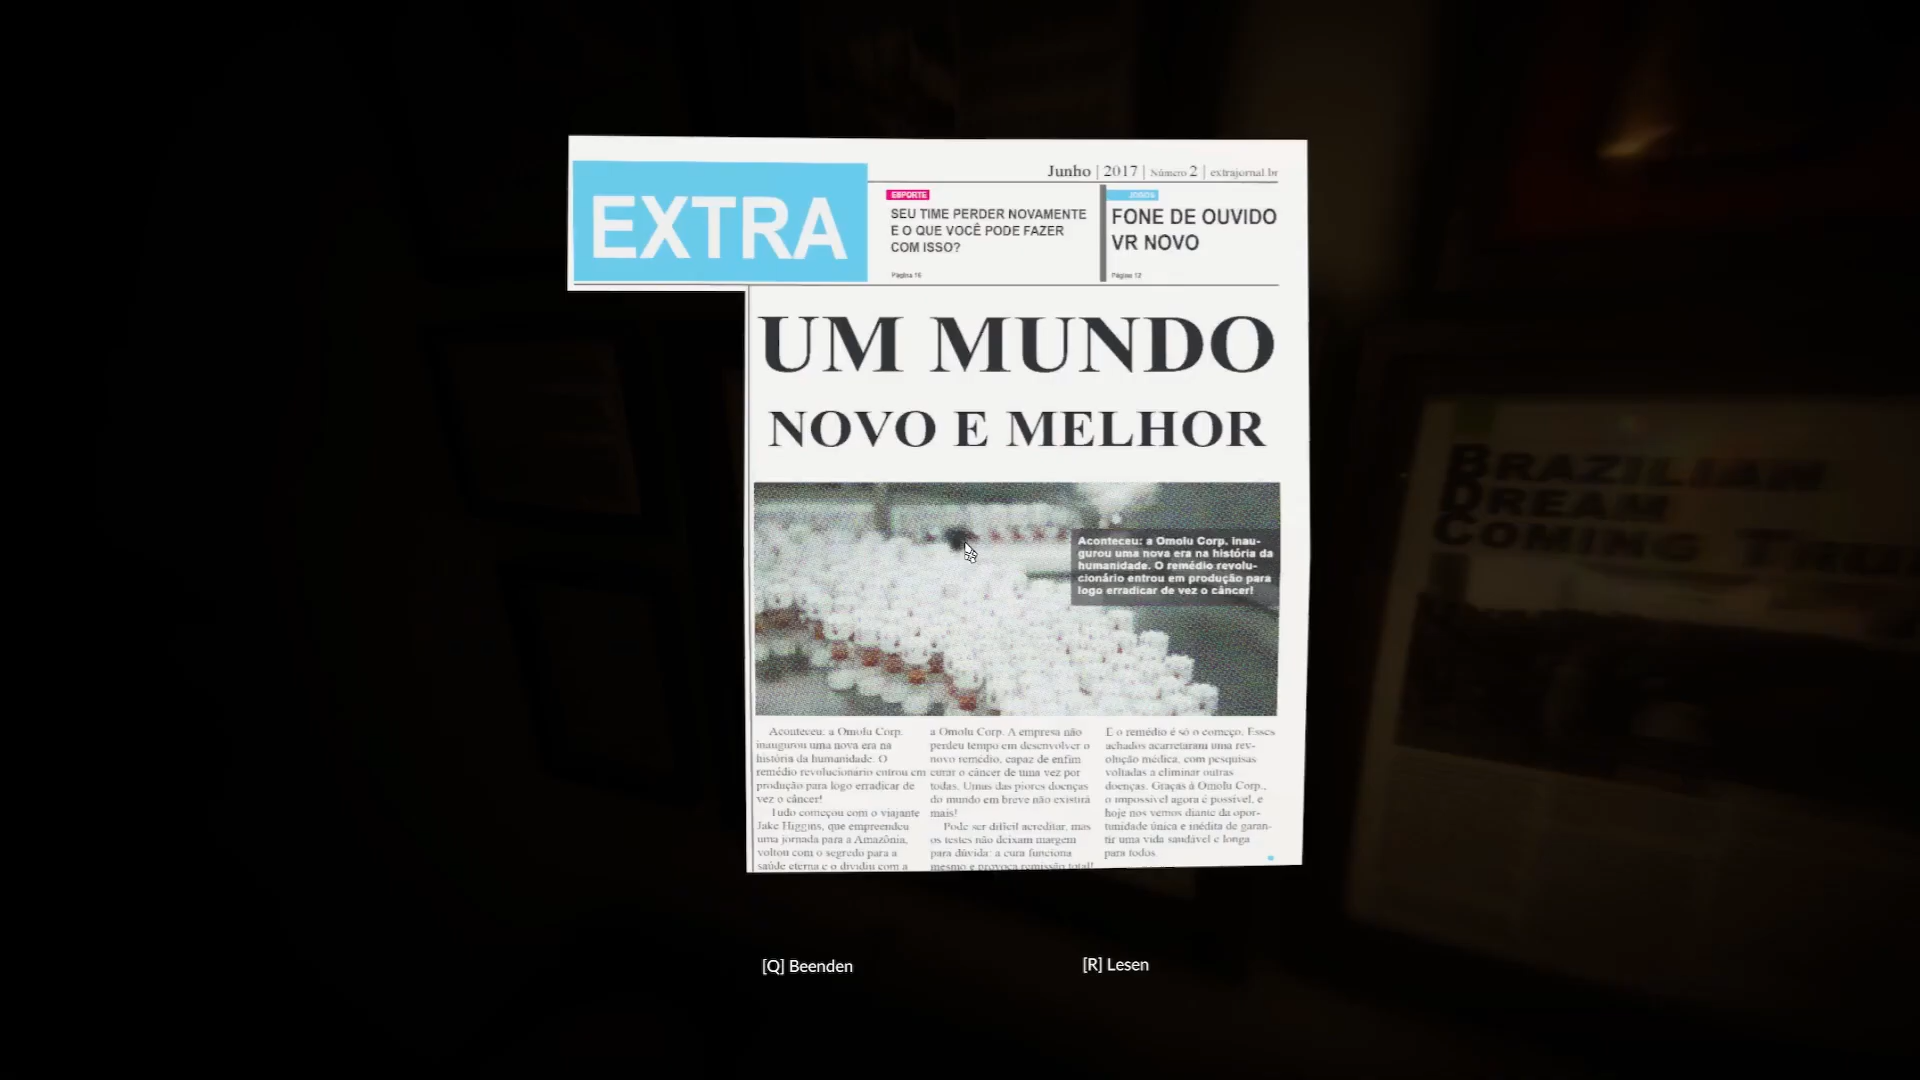 Junho | 2017 | Número 2 | extrajornal.br
EXTRA
ESPORTE
SEU TIME PERDER NOVAMENTE
E O QUE VOCÊ PODE FAZER
COM ISSO?
Página 16
JOGOS
FONE DE OUVIDO
VR NOVO
Página 12
UM MUNDO
NOVO E MELHOR
Aconteceu: a Omolu Corp. inau-
gurou uma nova era na história da
humanidade. O remédio revolu-
cionário entrou em produção para
logo erradicar de vez o câncer!
Aconteceu: a Omolu Corp.
inaugurou uma nova era na
história da humanidade. O
remédio revolucionário entrou em
produção para logo erradicar de
vez o câncer!
Tudo começou com o viajante
Jake Higgins, que empreendeu
uma jornada para a Amazônia,
voltou com o segredo para a
saúde eterna e o dividiu com a
a Omolu Corp. A empresa não
perdeu tempo em desenvolver o
novo remédio, capaz de enfim
curar o câncer de uma vez por
todas. Umas das piores doenças
do mundo em breve não existirá
mais!
Pode ser difícil acreditar, mas
os testes não deixam margem
para dúvida: a cura funciona
mesmo e provoca remissão total!
E o remédio é só o começo. Esses
achados acarretaram uma rev-
olução médica, com pesquisas
voltadas a eliminar outras
doenças. Graças à Omolu Corp.,
o impossível agora é possível, e
hoje nos vemos diante da opor-
tunidade única e inédita de garan-
tir uma vida saudável e longa
para todos.
BRAZILIAN
DREAM
COMING
[Q] Beenden
[R] Lesen